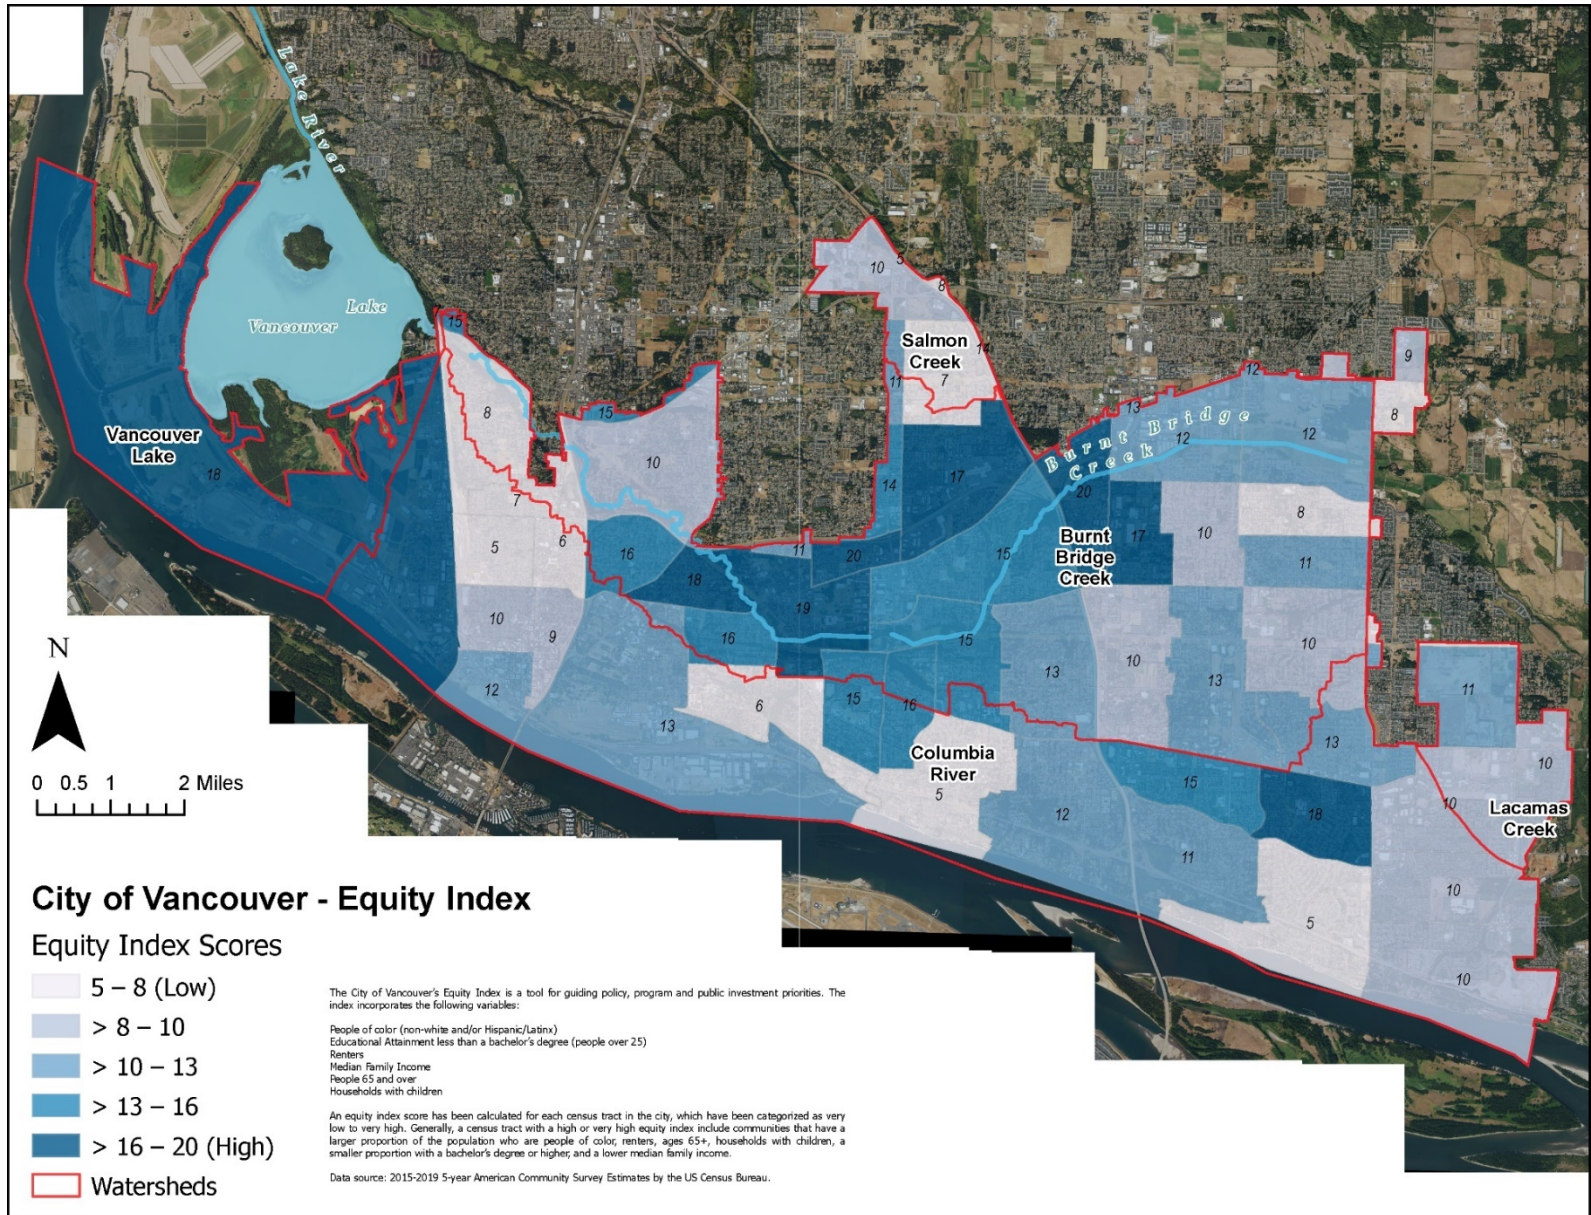 Lake River
Lake
Vancouver
Vancouver
Lake
18
15
8
7
5
6
10
9
12
15
10
16
18
16
11
20
19
13
6
10
5
8
Salmon
Creek
14
7
11
14
17
Burnt Bridge
Creek
13
12
12
12
9
8
20
17
Burnt
Bridge
Creek
10
8
11
15
15
13
10
13
10
15
16
Columbia
River
5
12
11
15
18
13
5
11
10
10
Lacamas
Creek
10
10
N
0 0.5 1 2 Miles
City of Vancouver - Equity Index
Equity Index Scores
5 – 8 (Low)
> 8 – 10
> 10 – 13
> 13 – 16
> 16 – 20 (High)
Watersheds
The City of Vancouver's Equity Index is a tool for guiding policy, program and public investment priorities. The
index incorporates the following variables:
People of color (non-white and/or Hispanic/Latinx)
Educational Attainment less than a bachelor's degree (people over 25)
Renters
Median Family Income
People 65 and over
Households with children
An equity index score has been calculated for each census tract in the city, which have been categorized as very
low to very high. Generally, a census tract with a high or very high equity index include communities that have a
larger proportion of the population who are people of color, renters, ages 65+, households with children, a
smaller proportion with a bachelor's degree or higher, and a lower median family income.
Data source: 2015-2019 5-year American Community Survey Estimates by the US Census Bureau.